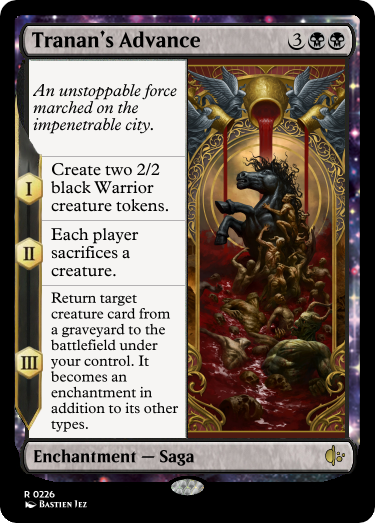 Tranan's Advance 3
An unstoppable force
marched on the
impenetrable city.
I
Create two 2/2
black Warrior
creature tokens.
II
Each player
sacrifices a
creature.
III
Return target
creature card from
a graveyard to the
battlefield under
your control. It
becomes an
enchantment in
addition to its other
types.
Enchantment — Saga
R 0226
Bastien Jez